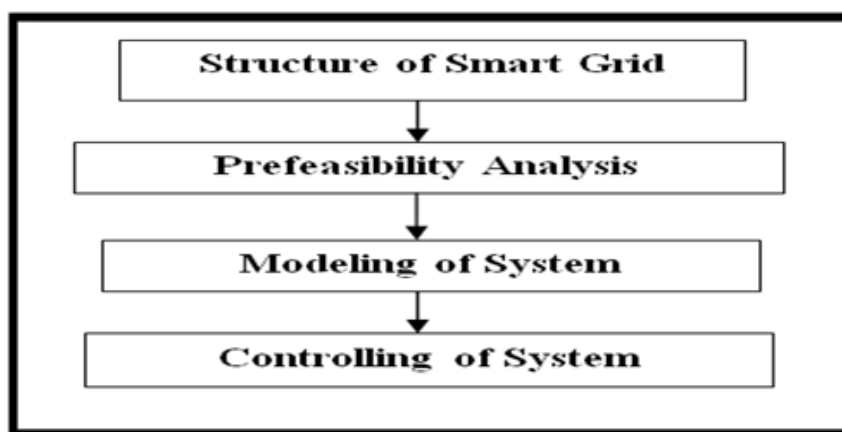 Structure of Smart Grid
Prefeasibility Analysis
Modeling of System
Controlling of System